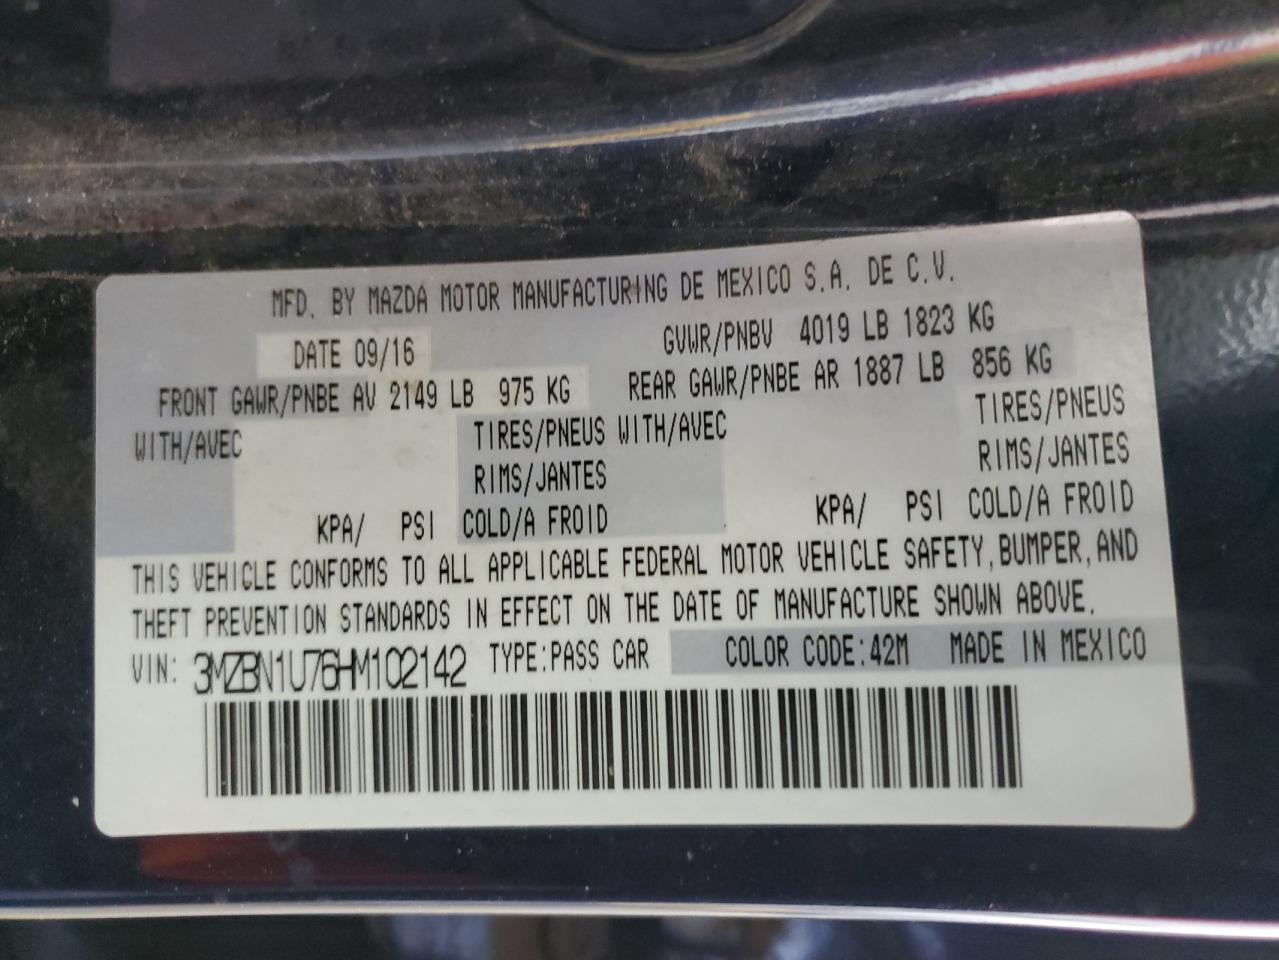 MFD. BY MAZDA MOTOR MANUFACTURING DE MEXICO S.A. DE C.V.
DATE 09/16 GVWR/PNBV 4019 LB 1823 KG
FRONT GAWR/PNBE AV 2149 LB 975 KG REAR GAWR/PNBE AR 1887 LB 856 KG
WITH/AVEC TIRES/PNEUS WITH/AVEC TIRES/PNEUS
RIMS/JANTES RIMS/JANTES
KPA/ PSI COLD/A FROID KPA/ PSI COLD/A FROID
THIS VEHICLE CONFORMS TO ALL APPLICABLE FEDERAL MOTOR VEHICLE SAFETY, BUMPER, AND
THEFT PREVENTION STANDARDS IN EFFECT ON THE DATE OF MANUFACTURE SHOWN ABOVE.
VIN: 3MZBN1U76HM102142 TYPE:PASS CAR COLOR CODE:42M MADE IN MEXICO